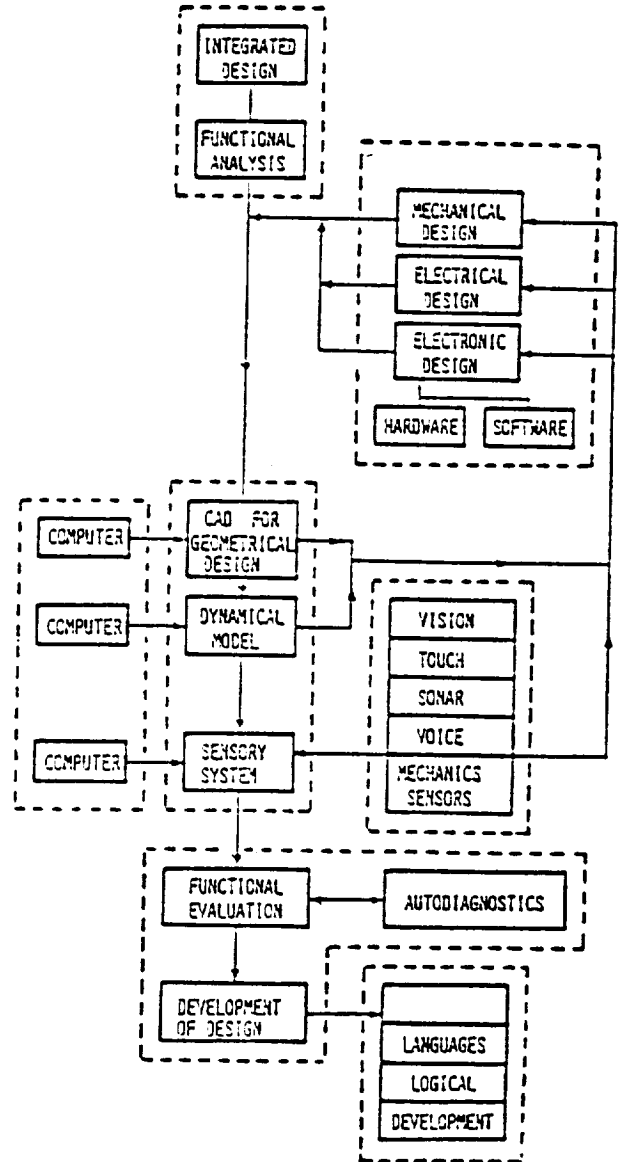 INTEGRATED
DESIGN
FUNCTIONAL
ANALYSIS
MECHANICAL
DESIGN
ELECTRICAL
DESIGN
ELECTRONIC
DESIGN
HARDWARE
SOFTWARE
COMPUTER
CAD FOR
GEOMETRICAL
DESIGN
COMPUTER
DYNAMICAL
MODEL
COMPUTER
SENSORY
SYSTEM
VISION
TOUCH
SONAR
VOICE
MECHANICS
SENSORS
FUNCTIONAL
EVALUATION
AUTODIAGNOSTICS
DEVELOPMENT
OF DESIGN
LANGUAGES
LOGICAL
DEVELOPMENT